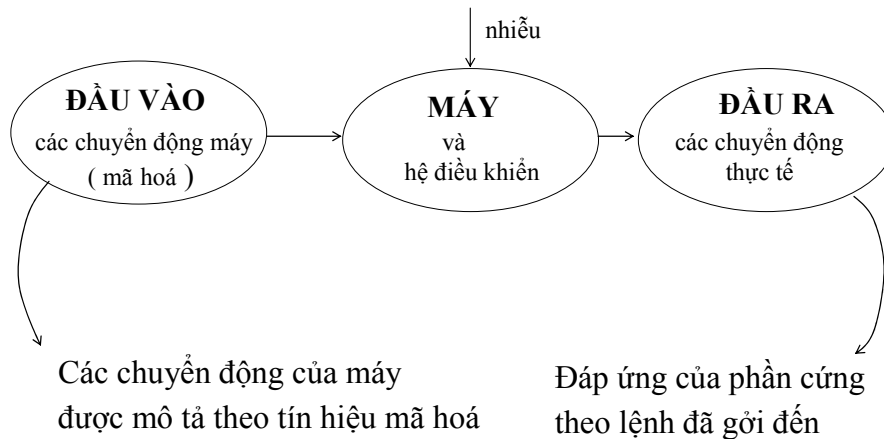 nhiễu
ĐẦU VÀO
các chuyển động máy
( mã hoá )
MÁY
và
hệ điều khiển
ĐẦU RA
các chuyển động
thực tế
Các chuyển động của máy
được mô tả theo tín hiệu mã hoá
Đáp ứng của phần cứng
theo lệnh đã gởi đến